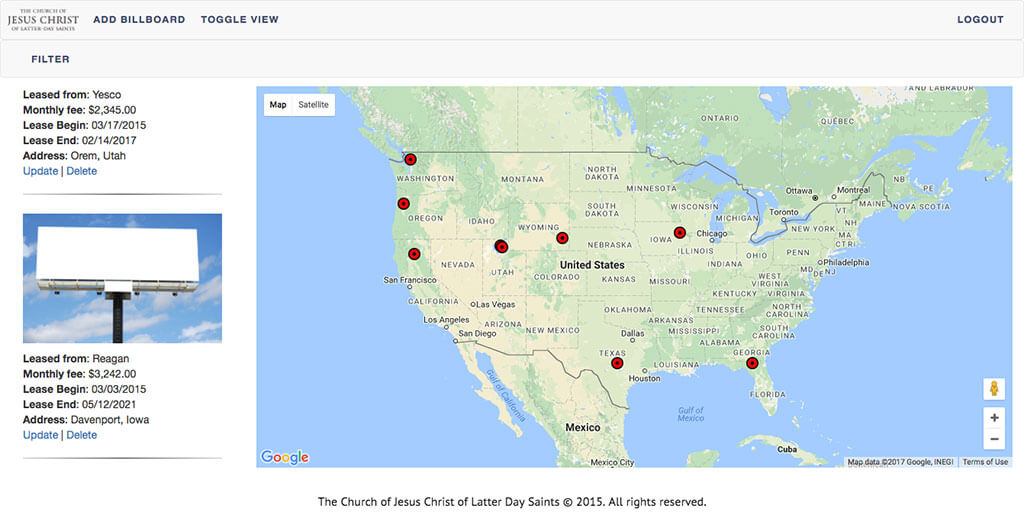 THE CHURCH OF
JESUS CHRIST
OF LATTER-DAY SAINTS
ADD BILLBOARD
TOGGLE VIEW
LOGOUT
FILTER
Leased from: Yesco
Monthly fee: $2,345.00
Lease Begin: 03/17/2015
Lease End: 02/14/2017
Address: Orem, Utah
Update | Delete
Leased from: Reagan
Monthly fee: $3,242.00
Lease Begin: 03/03/2015
Lease End: 05/12/2021
Address: Davenport, Iowa
Update | Delete
Map
Satellite
AND LABRADOR
ONTARIO
QUÉBEC
WASHINGTON
MONTANA
NORTH
DAKOTA
MINNESOTA
Ottawa
Montreal
NB
PE
NOVA SCOTIA
MAINE
OREGON
IDAHO
WYOMING
SOUTH
DAKOTA
WISCONSIN
MICHIGAN
Toronto
VT
NH
NEW YORK
MA
CT
RI
IOWA
Chicago
ILLINOIS
INDIANA
OHIO
PENN
Philadelphia
MD
DE
NJ
NEBRASKA
NEVADA
UTAH
COLORADO
United States
KANSAS
MISSOURI
WEST
VIRGINIA
KENTUCKY
VIRGINIA
San Francisco
CALIFORNIA
Las Vegas
Los Angeles
San Diego
ARIZONA
NEW MEXICO
OKLAHOMA
ARKANSAS
TENNESSEE
NORTH
CAROLINA
SOUTH
CAROLINA
MISSISSIPPI
ALABAMA
GEORGIA
Dallas
TEXAS
LOUISIANA
Houston
FLORIDA
Gulf of
California
Gulf of
Mexico
Mexico
Mexico City
Cuba
Google
Map data ©2017 Google, INEGI
Terms of Use
The Church of Jesus Christ of Latter Day Saints © 2015. All rights reserved.